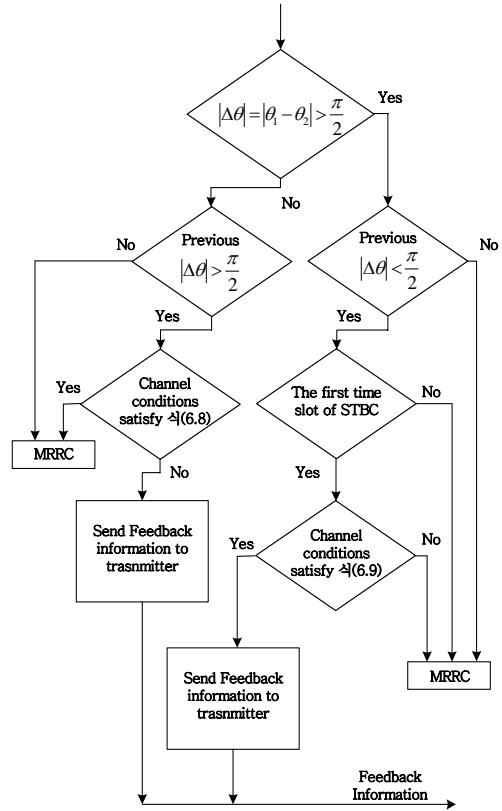 |Δθ|=|θ₁−θ₂|>π/2
Yes
No
No
Previous
|Δθ|>π/2
Previous
|Δθ|<π/2
No
Yes
Yes
Yes
Channel
conditions
satisfy 식(6.8)
The first time
slot of STBC
No
MRRC
No
Yes
Send Feedback
information to
trasnmitter
Yes
Channel
conditions
satisfy 식(6.9)
No
Send Feedback
information to
trasnmitter
MRRC
Feedback
Information